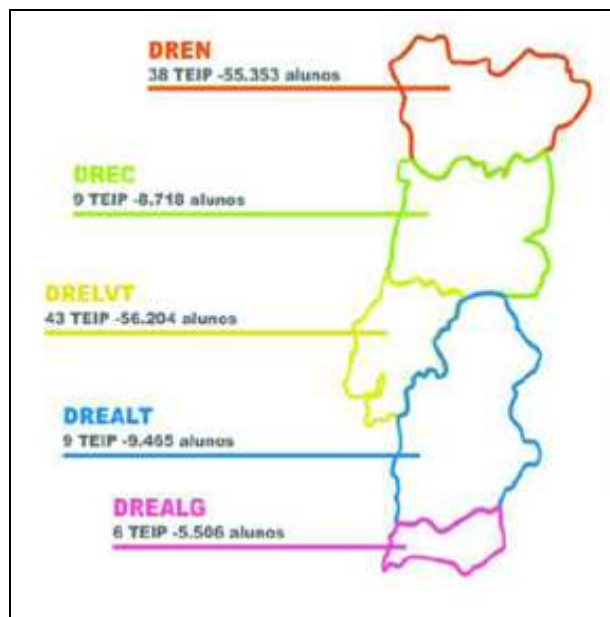 DREN
38 TEIP -55.353 alunos
DREC
9 TEIP -8.718 alunos
DRELVT
43 TEIP -56.204 alunos
DREALT
9 TEIP -9.465 alunos
DREALG
6 TEIP -5.506 alunos